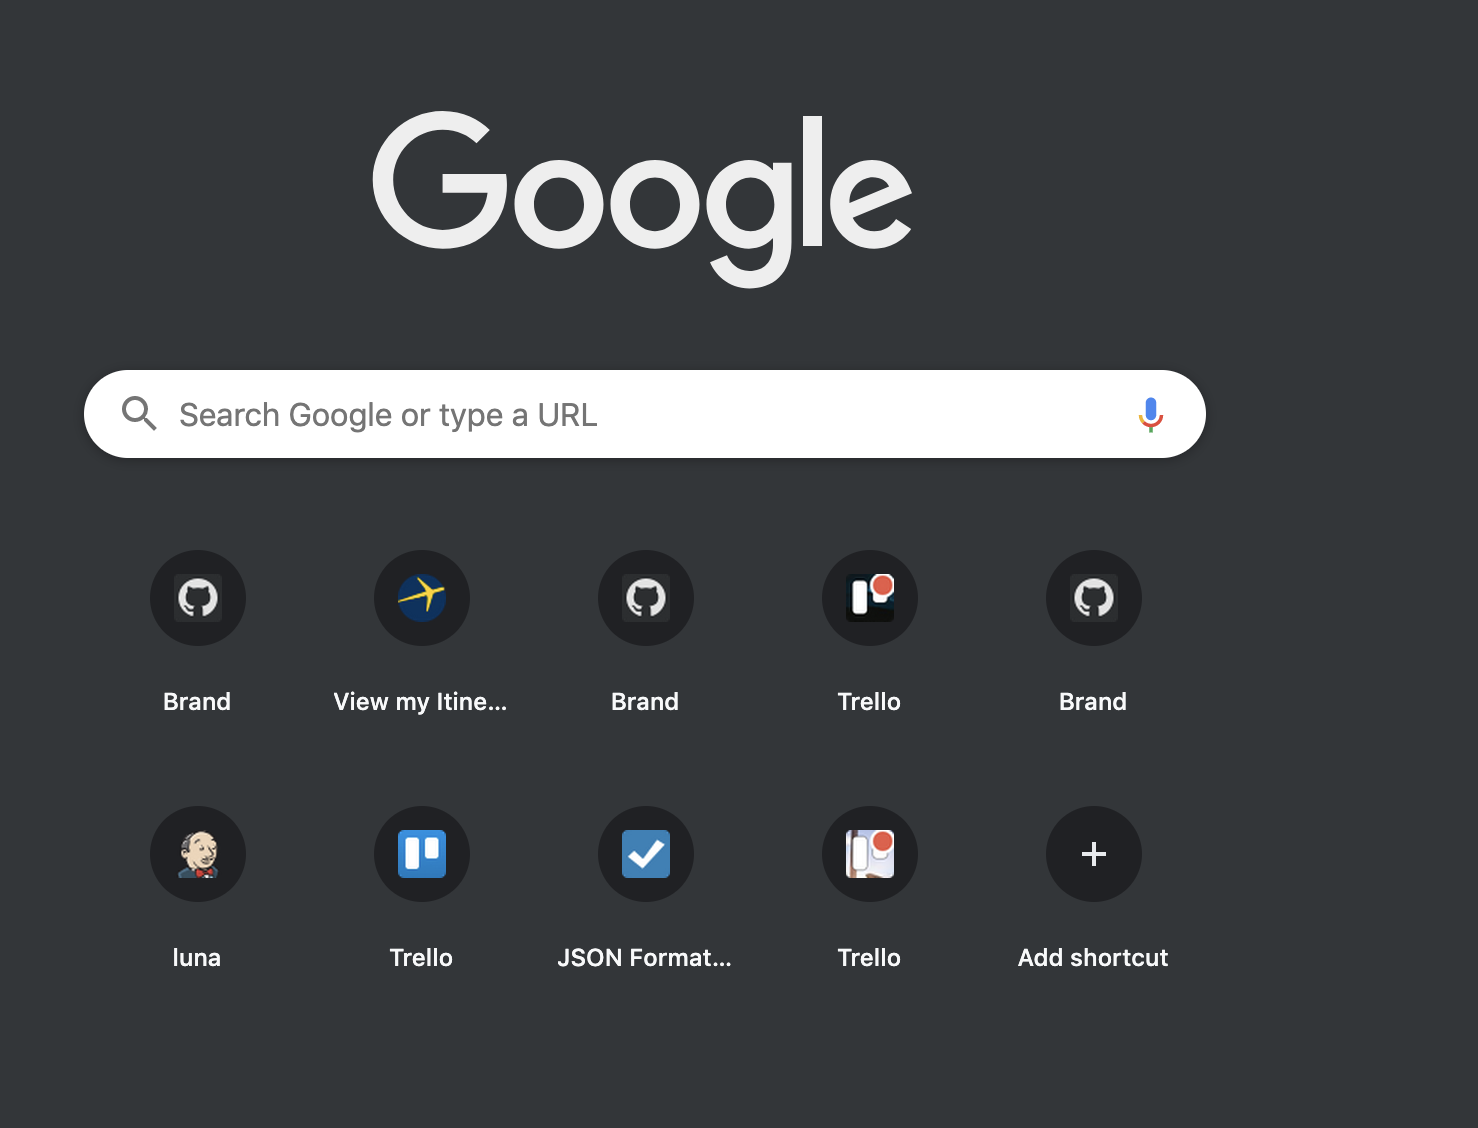 Google
Search Google or type a URL
Brand
View my Itine...
Brand
Trello
Brand
luna
Trello
JSON Format...
Trello
Add shortcut